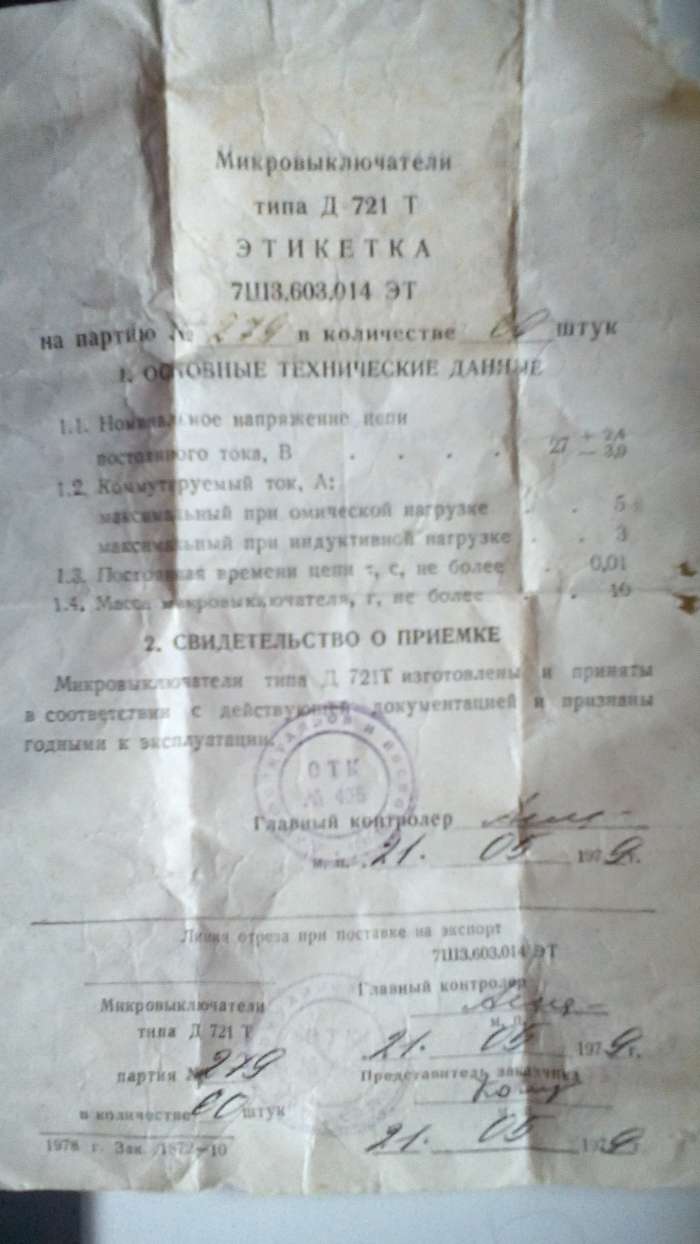 Микровыключатели
типа Д 721 Т
ЭТИКЕТКА
7Ш3.603.014 ЭТ
на партию № 279 в количестве 60 штук
1. ОСНОВНЫЕ ТЕХНИЧЕСКИЕ ДАННЫЕ
1.1. Номинальное напряжение цепи
постоянного тока, В . . . . 27 + 2,4 − 3,0
1.2. Коммутируемый ток, А:
максимальный при омической нагрузке . . 5
максимальный при индуктивной нагрузке . . 3
1.3. Постоянная времени цепи τ, с, не более . 0,01
1.4. Масса микровыключателя, г, не более . . 10
2. СВИДЕТЕЛЬСТВО О ПРИЕМКЕ
Микровыключатели типа Д 721Т изготовлены и приняты
в соответствии с действующей документацией и признаны
годными к эксплуатации.
ОТК
Главный контролер
м. п. 21. 05 1979г.
Линия отреза при поставке на экспорт
7Ш3.603.014 ЭТ
Микровыключатели
типа Д 721 Т
партия № 279
в количестве 60 штук
1978 г. Зак. Л872—10
Главный контролер
м. п.
21. 05 1979г.
Представитель заказчика
21. 05 1979